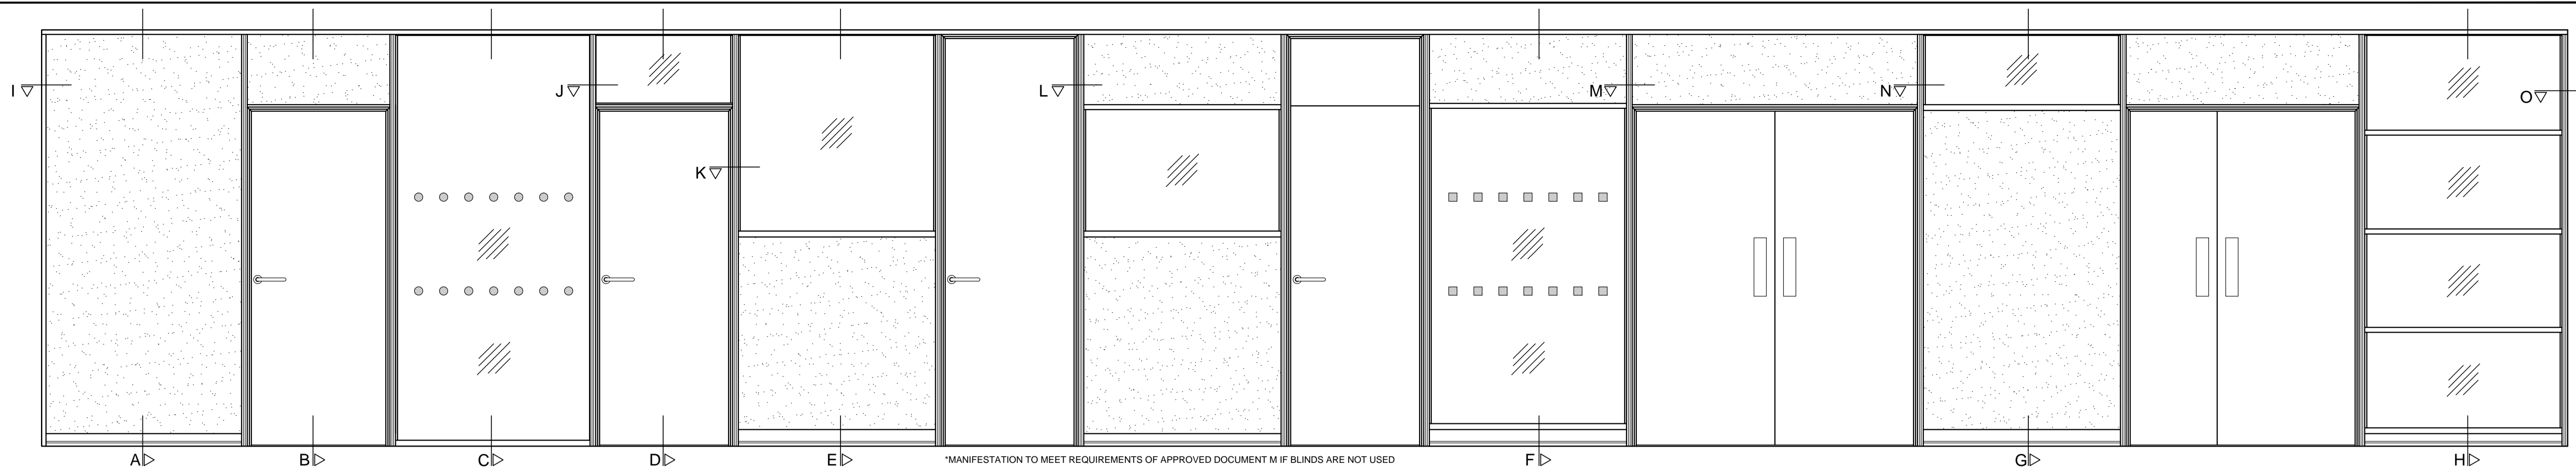 I
J
K
L
M
N
O
A
B
C
D
E
*MANIFESTATION TO MEET REQUIREMENTS OF APPROVED DOCUMENT M IF BLINDS ARE NOT USED
F
G
H